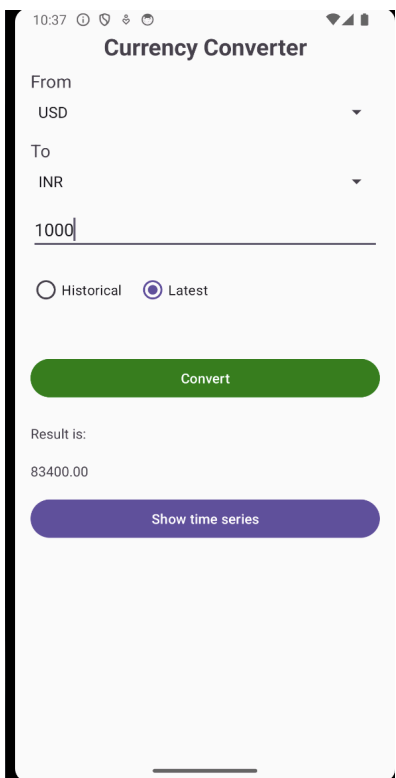 10:37
Currency Converter
From
USD
To
INR
1000
Historical Latest
Convert
Result is:
83400.00
Show time series